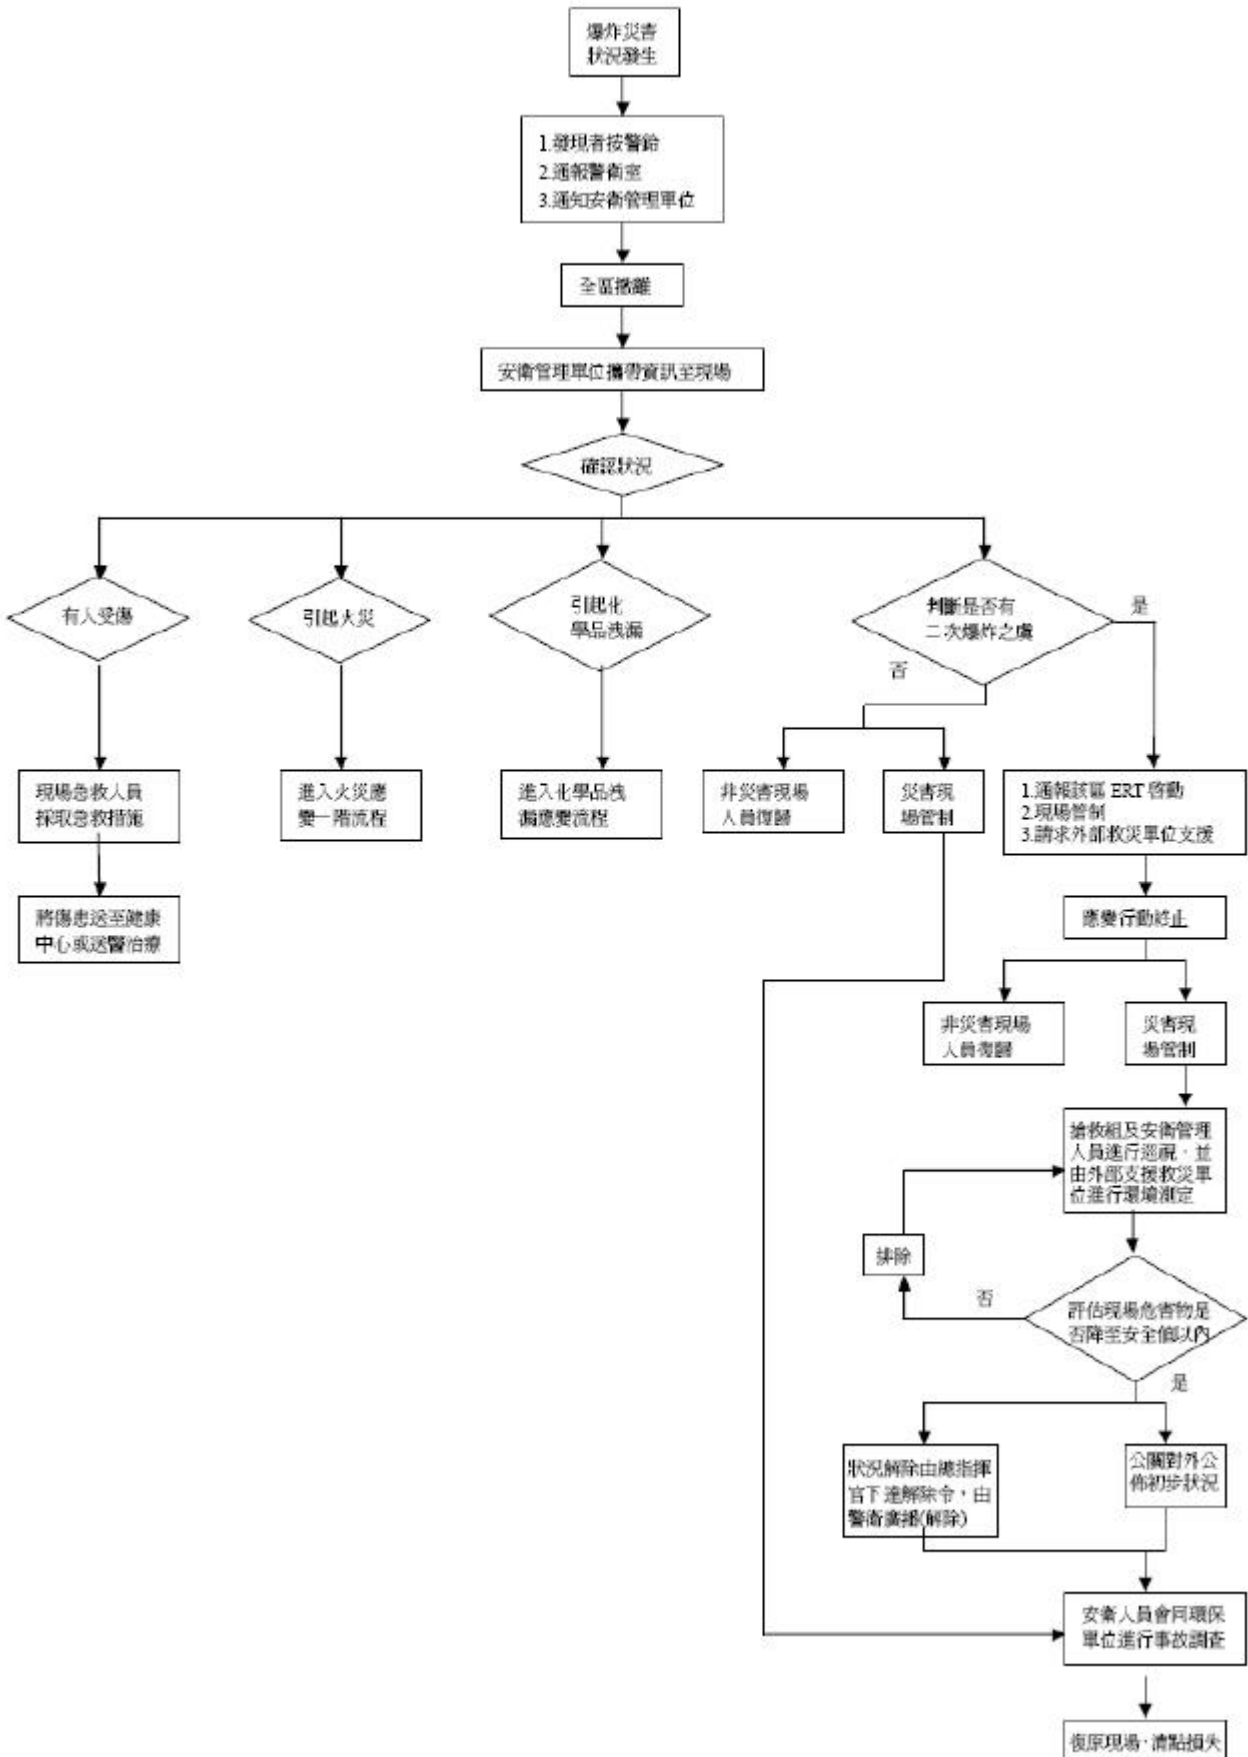 爆炸災害
狀況發生
1.發現者按警鈴
2.通報警衛室
3.通知安衛管理單位
全區撤離
安衛管理單位攜帶資訊至現場
確認狀況
有人受傷
引起火災
引起化
學品洩漏
判斷是否有
二次爆炸之虞
是
否
現場急救人員
採取急救措施
進入火災應
變一階流程
進入化學品洩
漏應變流程
非災害現場
人員復歸
災害現
場管制
1.通報該區 ERT 啓動
2.現場管制
3.請求外部救災單位支援
將傷患送至健康
中心或送醫治療
應變行動終止
非災害現場
人員復歸
災害現
場管制
搶救組及安衛管理
人員進行巡視，並
由外部支援救災單
位進行環境測定
排除
否
評估現場危害物是
否降至安全值以內
是
狀況解除由總指揮
官下達解除令，由
警衛廣播(解除)
公關對外公
佈初步狀況
安衛人員會同環保
單位進行事故調查
復原現場，清點損失